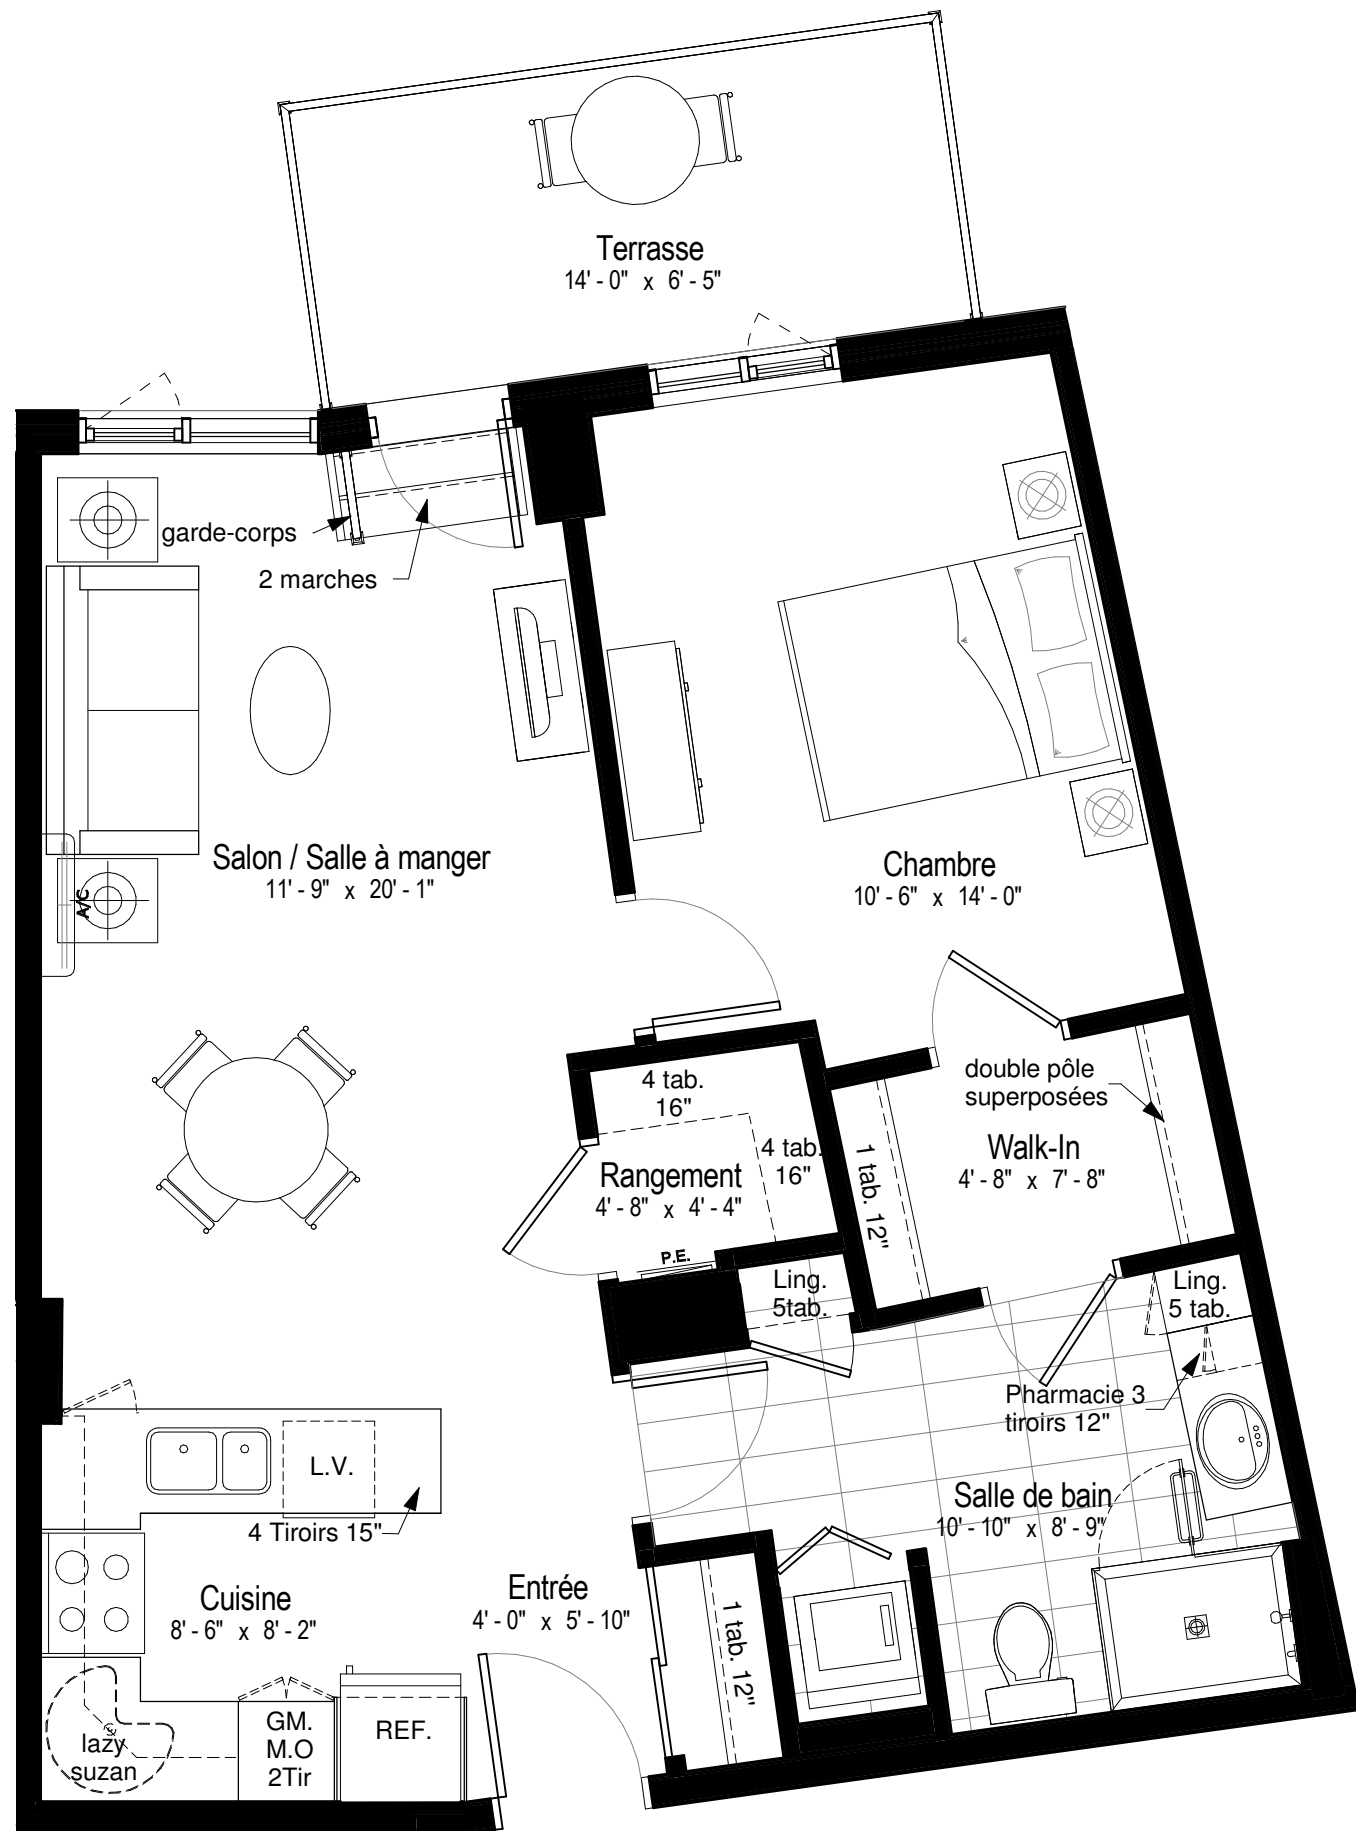 Terrasse
14' - 0" x 6' - 5"
garde-corps
2 marches
Salon / Salle à manger
11' - 9" x 20' - 1"
A/C
Chambre
10' - 6" x 14' - 0"
4 tab.
16"
4 tab.
16"
Rangement
4' - 8" x 4' - 4"
P.E.
double pôle
superposées
Walk-In
4' - 8" x 7' - 8"
1 tab. 12"
Ling.
5tab.
Ling.
5 tab.
Pharmacie 3
tiroirs 12"
L.V.
4 Tiroirs 15"
Salle de bain
10' - 10" x 8' - 9"
Cuisine
8' - 6" x 8' - 2"
Entrée
4' - 0" x 5' - 10"
1 tab. 12"
lazy
suzan
GM.
M.O
2Tir
REF.